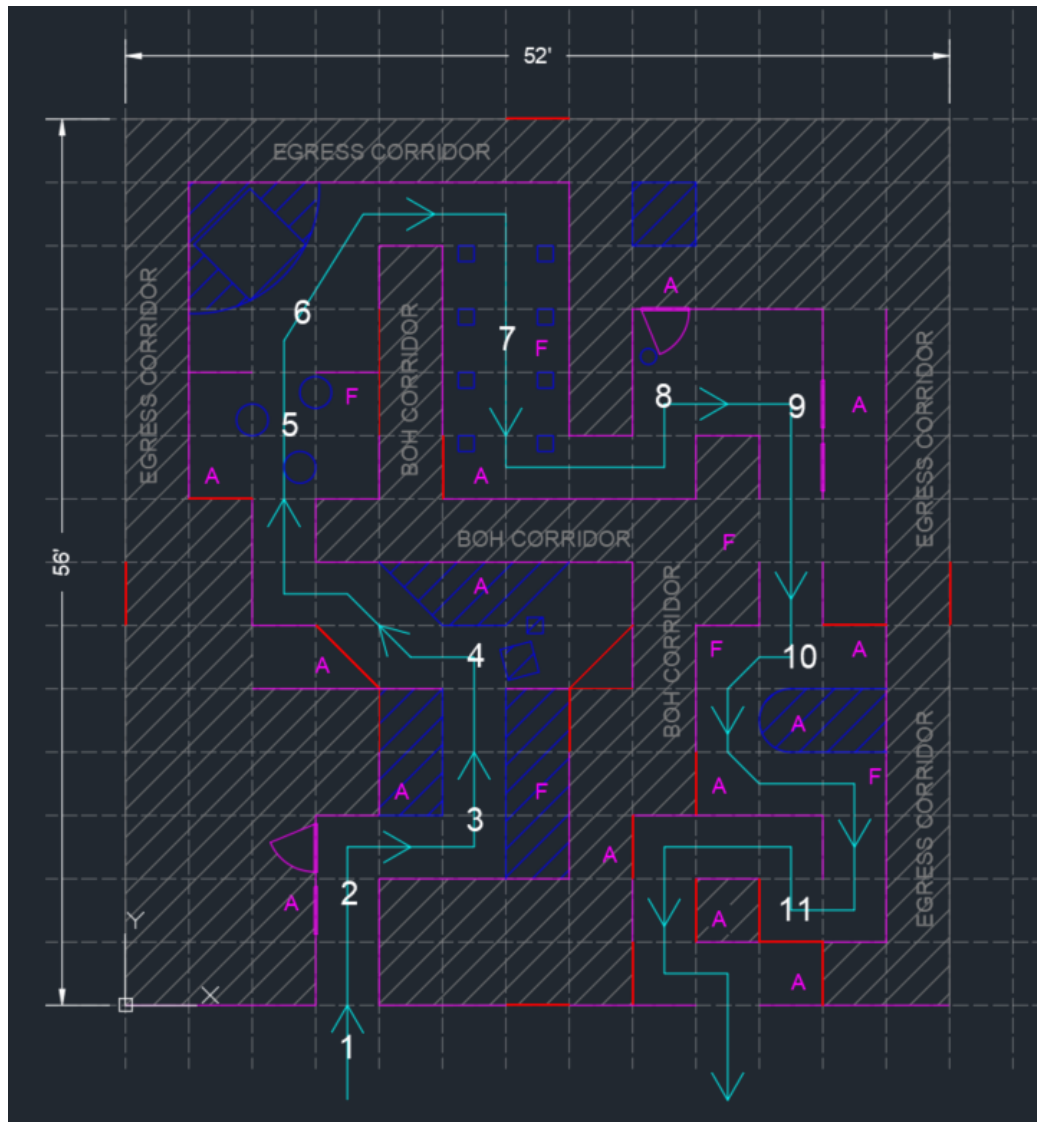 52'
EGRESS CORRIDOR
A
EGRESS CORRIDOR
6
BOH CORRIDOR
7
F
EGRESS CORRIDOR
F
8
9
A
5
A
A
BOH CORRIDOR
F
56'
A
BOH CORRIDOR
A
4
F
10
A
A
EGRESS CORRIDOR
A
F
A
F
A
3
A
2
A
A
11
Y
X
A
1